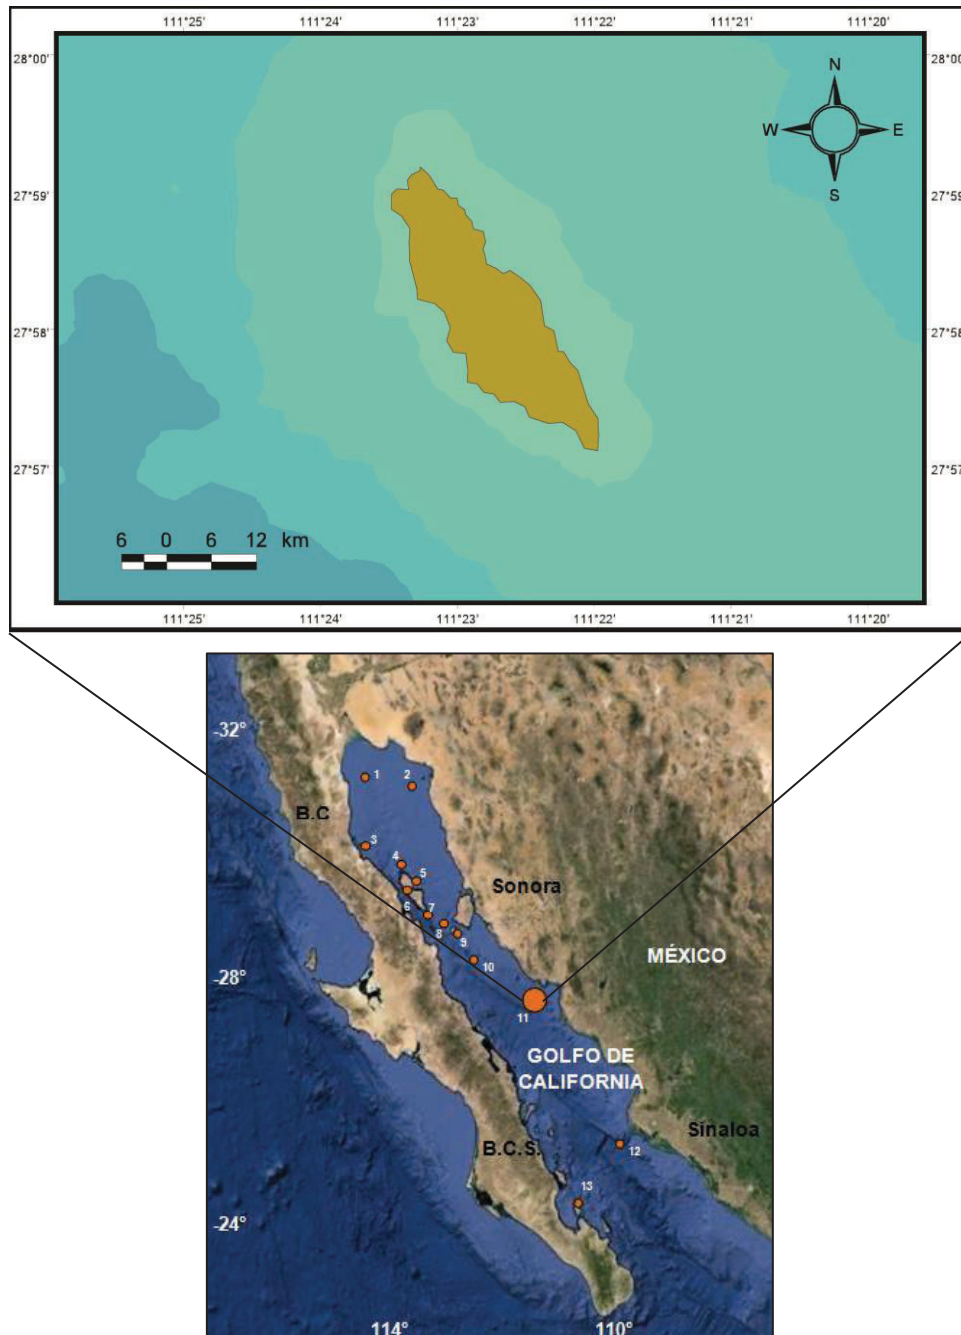 111°25' 111°24' 111°23' 111°22' 111°21' 111°20'
28°00' 28°00'
N
W E
S
27°59' 27°59'
27°58' 27°58'
27°57' 27°57'
6 0 6 12 km
111°25' 111°24' 111°23' 111°22' 111°21' 111°20'
-32°
1 2
B.C
3
4
5
Sonora
6 7
8 9
MÉXICO
10
-28°
11
GOLFO DE
CALIFORNIA
Sinaloa
B.C.S.
12
13
-24°
114° 110°